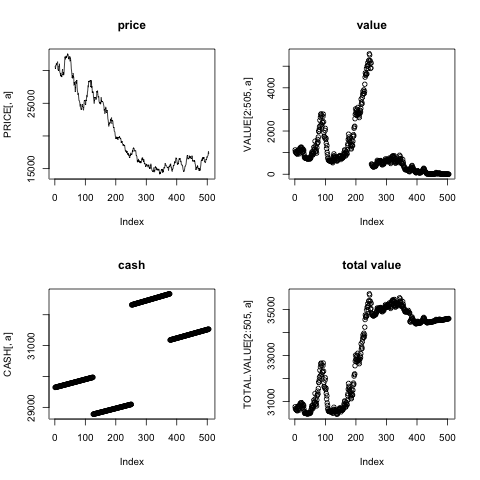 price
PRICE[, a]
15000
25000
0
100
200
300
400
500
Index
value
VALUE[2:505, a]
0
2000
4000
0
100
200
300
400
500
Index
cash
CASH[, a]
29000
31000
0
100
200
300
400
500
Index
total value
TOTAL.VALUE[2:505, a]
31000
33000
35000
0
100
200
300
400
500
Index